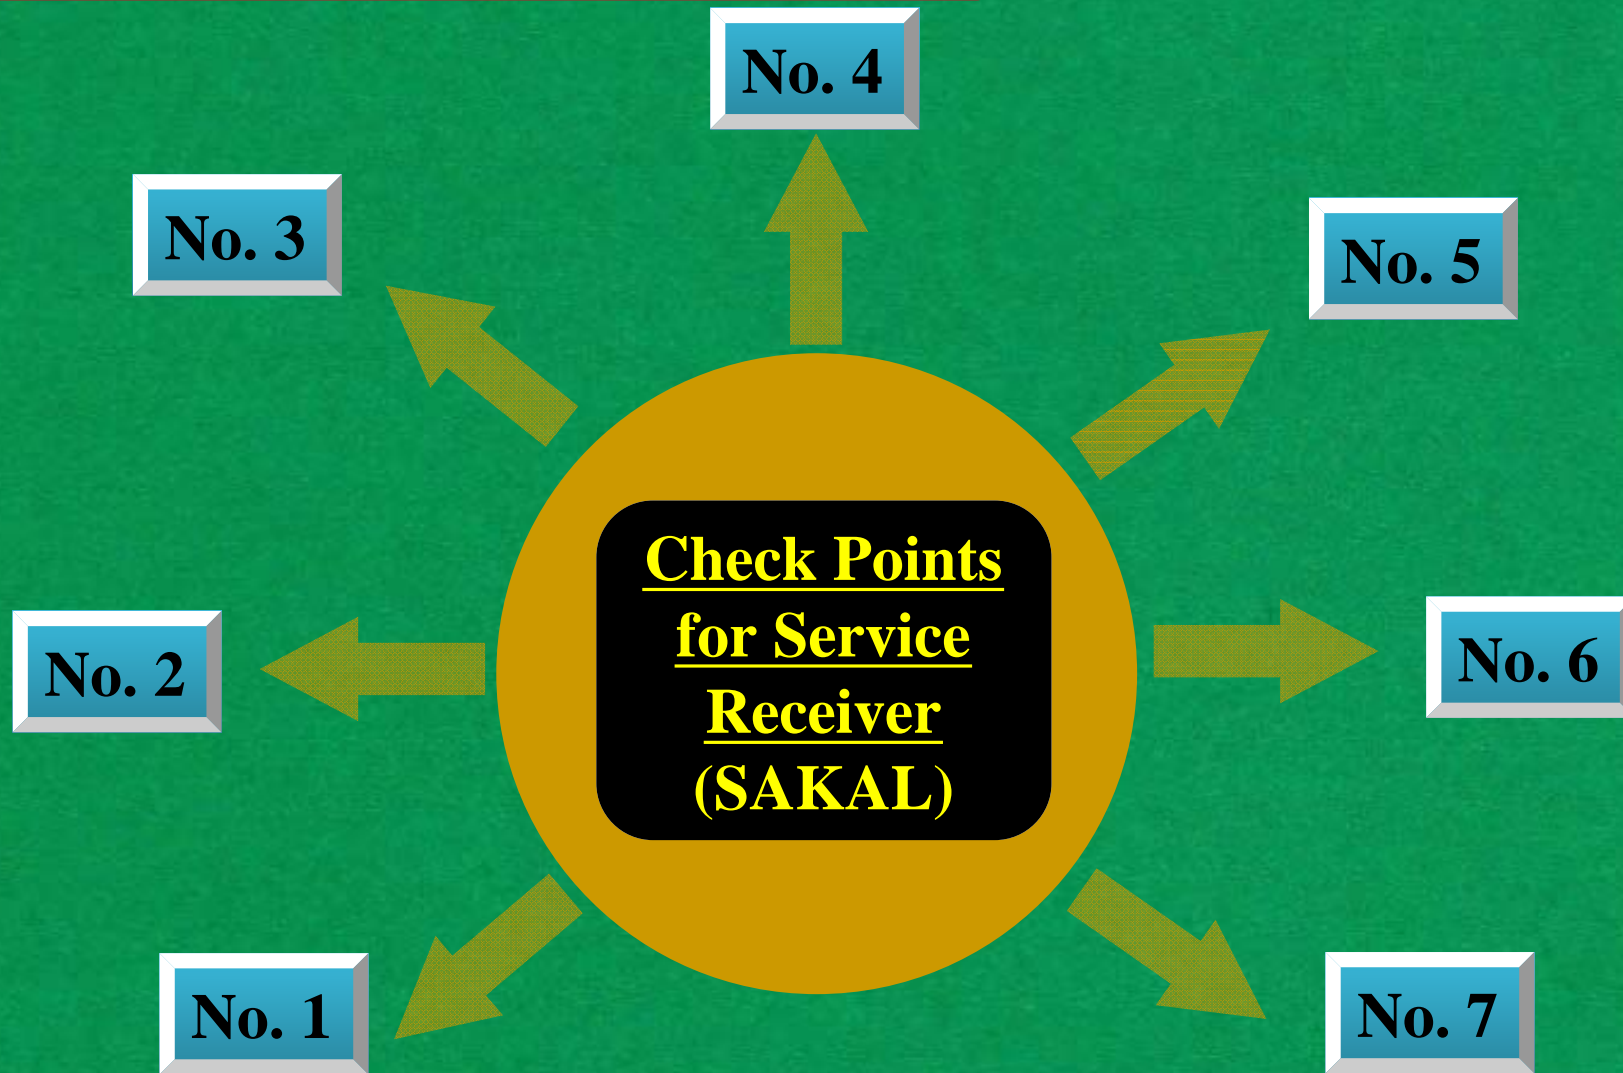 No. 4
No. 3
No. 5
Check Points
for Service
Receiver
(SAKAL)
No. 2
No. 6
No. 1
No. 7